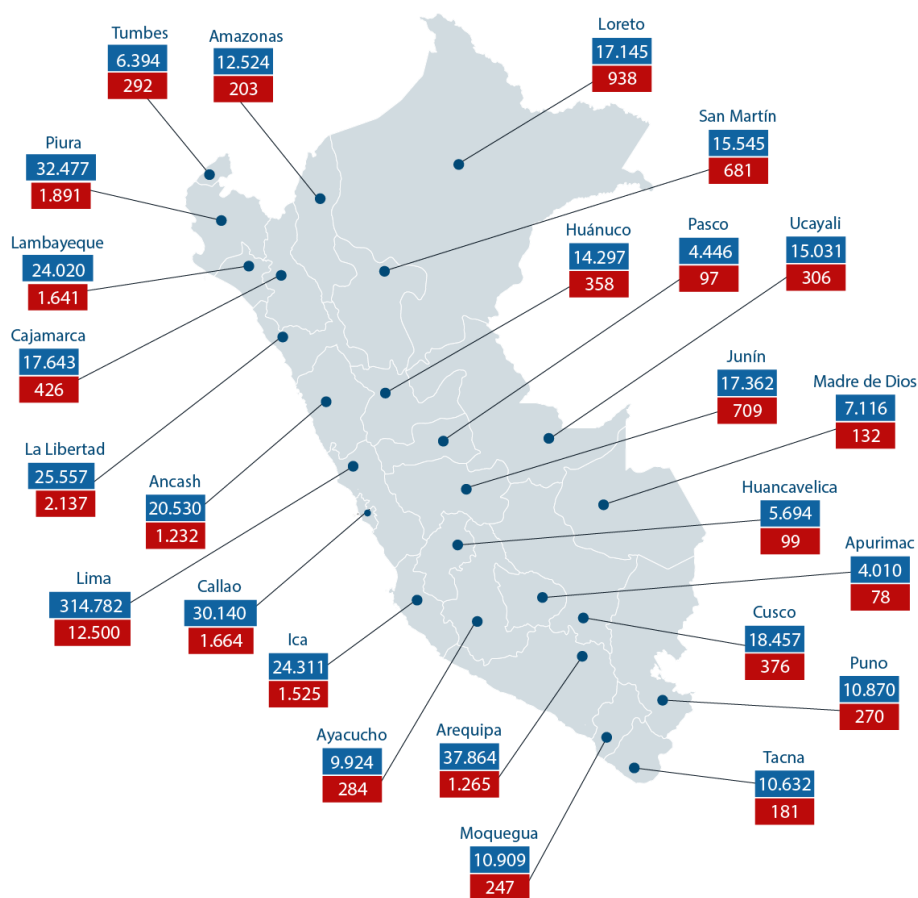 Tumbes
6.394
292
Amazonas
12.524
203
Loreto
17.145
938
San Martín
15.545
681
Piura
32.477
1.891
Lambayeque
24.020
1.641
Huánuco
14.297
358
Pasco
4.446
97
Ucayali
15.031
306
Cajamarca
17.643
426
Junín
17.362
709
Madre de Dios
7.116
132
La Libertad
25.557
2.137
Ancash
20.530
1.232
Huancavelica
5.694
99
Apurimac
4.010
78
Lima
314.782
12.500
Callao
30.140
1.664
Ica
24.311
1.525
Cusco
18.457
376
Puno
10.870
270
Ayacucho
9.924
284
Arequipa
37.864
1.265
Tacna
10.632
181
Moquegua
10.909
247